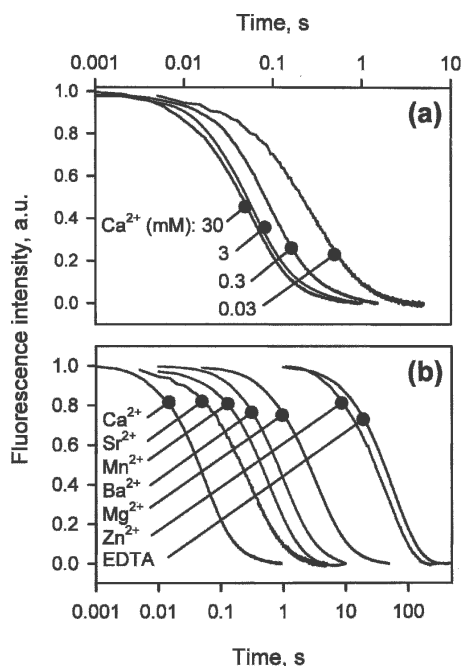 Time, s
0.001 0.01 0.1 1 10
1.0
(a)
0.8
0.6
Ca²⁺ (mM): 30
0.4
3
0.2
0.3
0.0
0.03
Fluorescence intensity, a.u.
1.0
(b)
0.8
Ca²⁺
Sr²⁺
0.6
Mn²⁺
Ba²⁺
0.4
Mg²⁺
0.2
Zn²⁺
EDTA
0.0
0.001 0.01 0.1 1 10 100
Time, s